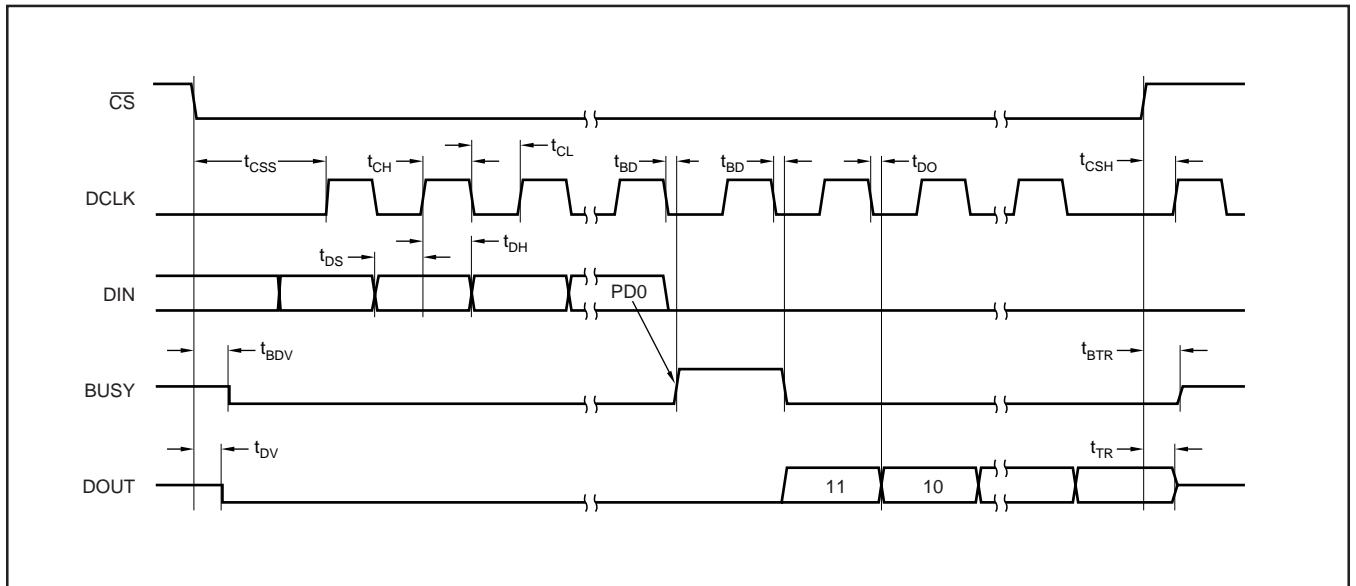 CS
tCSS tCH tCL tBD tBD tDO tCSH
DCLK
tDS tDH
DIN
PD0
tBDV tBTR
BUSY
tDV tTR
DOUT
11 10